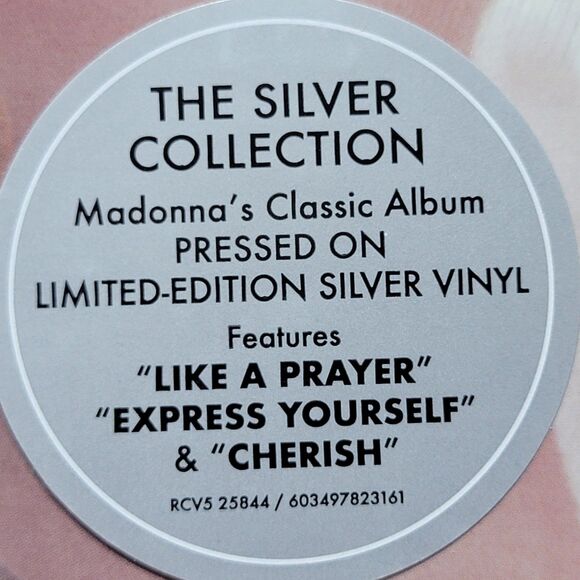 THE SILVER
COLLECTION
Madonna's Classic Album
PRESSED ON
LIMITED-EDITION SILVER VINYL
Features
"LIKE A PRAYER"
"EXPRESS YOURSELF"
& "CHERISH"
RCV5 25844 / 603497823161